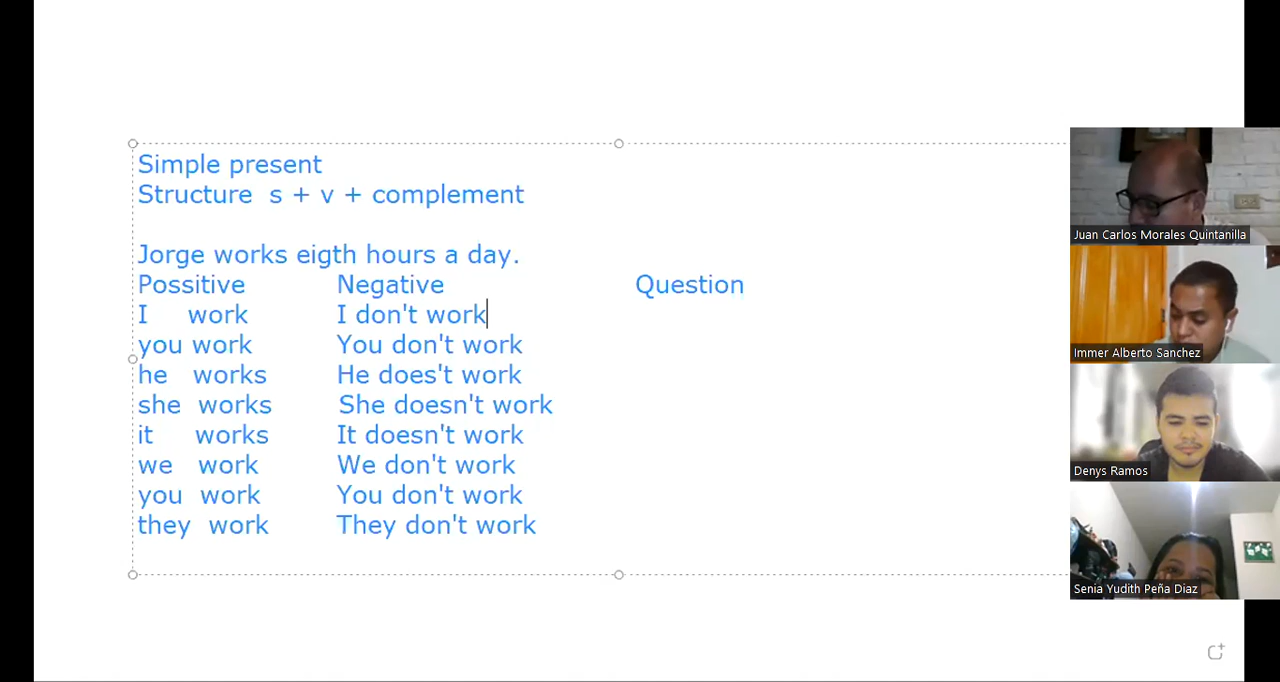 Simple present
Structure s + v + complement
Jorge works eigth hours a day.
Possitive Negative Question
I work I don't work
you work You don't work
he works He does't work
she works She doesn't work
it works It doesn't work
we work We don't work
you work You don't work
they work They don't work
Juan Carlos Morales Quintanilla
Immer Alberto Sanchez
Denys Ramos
Senia Yudith Peña Diaz